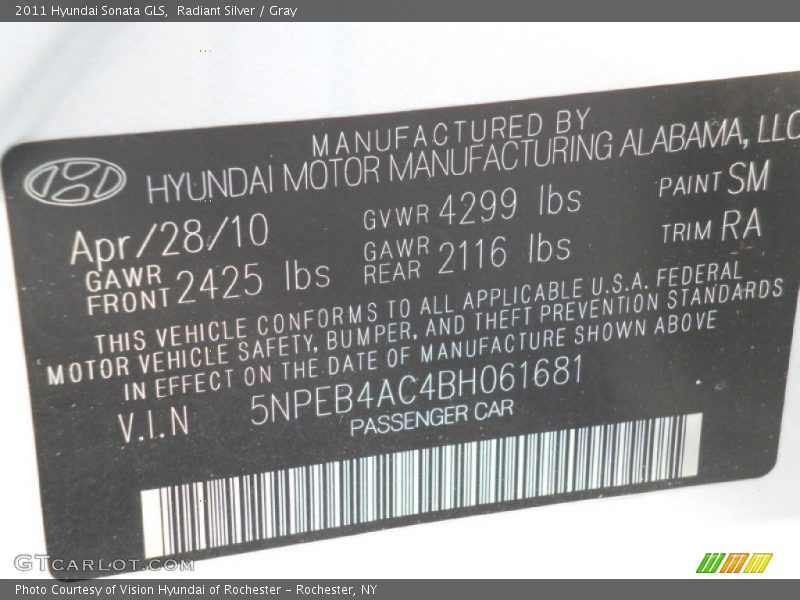 2011 Hyundai Sonata GLS, Radiant Silver / Gray
MANUFACTURED BY
HYUNDAI MOTOR MANUFACTURING ALABAMA, LLC
Apr/28/10 GVWR 4299 lbs PAINT SM
GAWR FRONT 2425 lbs GAWR REAR 2116 lbs TRIM RA
THIS VEHICLE CONFORMS TO ALL APPLICABLE U.S.A. FEDERAL
MOTOR VEHICLE SAFETY, BUMPER, AND THEFT PREVENTION STANDARDS
IN EFFECT ON THE DATE OF MANUFACTURE SHOWN ABOVE
V.I.N 5NPEB4AC4BH061681
PASSENGER CAR
GTCARLOT.COM
Photo Courtesy of Vision Hyundai of Rochester – Rochester, NY